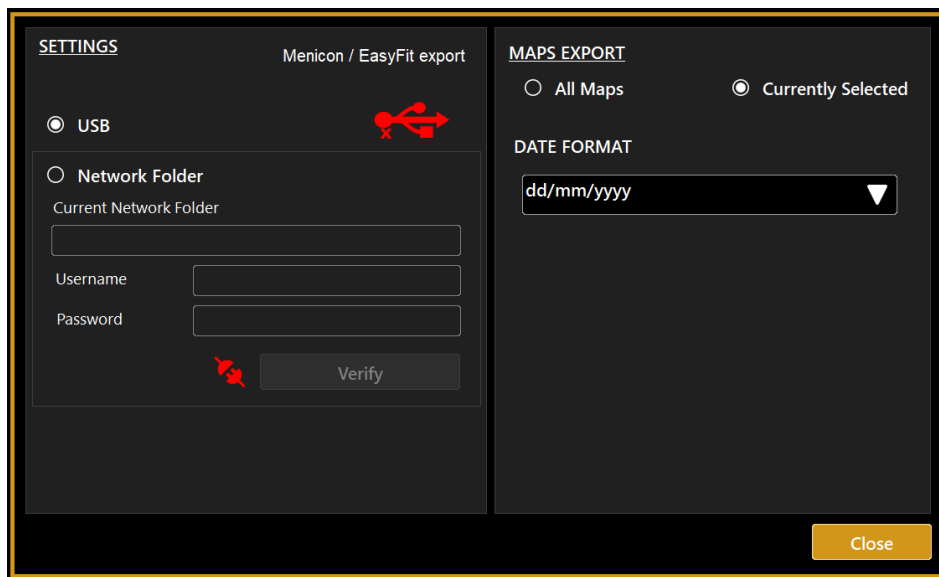 SETTINGS
Menicon / EasyFit export
USB
Network Folder
Current Network Folder
Username
Password
Verify
MAPS EXPORT
All Maps
Currently Selected
DATE FORMAT
dd/mm/yyyy
Close